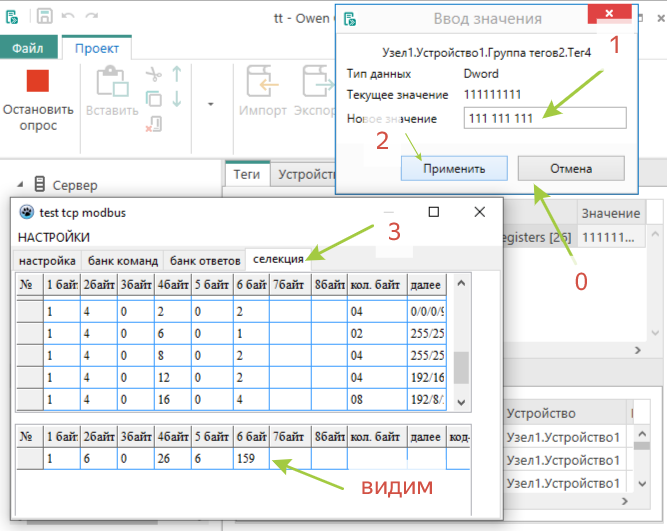 tt - Owen
Файл
Проект
Остановить опрос
Вставить
Импорт
Ввод значения
Узел1.Устройство1.Группа тегов2.Тег4
Тип данных Dword
Текущее значение 111111111
Новое значение 111 111 111
Применить Отмена
1
2
3
0
Сервер
Теги
Значение
egisters [26] 111111...
test tcp modbus
НАСТРОЙКИ
настройка банк команд банк ответов селекция
№ 1 байт 2байт 3байт 4байт 5 байт 6 байт 7байт 8байт кол. байт далее
1 4 0 2 0 2 04 0/0/0/9
1 4 0 6 0 1 02 255/25
1 4 0 8 0 2 04 255/25
1 4 0 12 0 2 04 192/16
1 4 0 16 0 4 08 192/8/
№ 1 байт 2байт 3байт 4байт 5 байт 6 байт 7байт 8байт кол. байт далее код-
1 6 0 26 6 159
видим
Устройство
Узел1.Устройство1
Узел1.Устройство1
Узел1.Устройство1